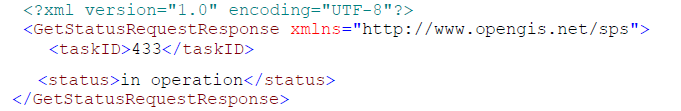 <?xml version="1.0" encoding="UTF-8"?>
<GetStatusRequestResponse xmlns="http://www.opengis.net/sps">
<taskID>433</taskID>
<status>in operation</status>
</GetStatusRequestResponse>